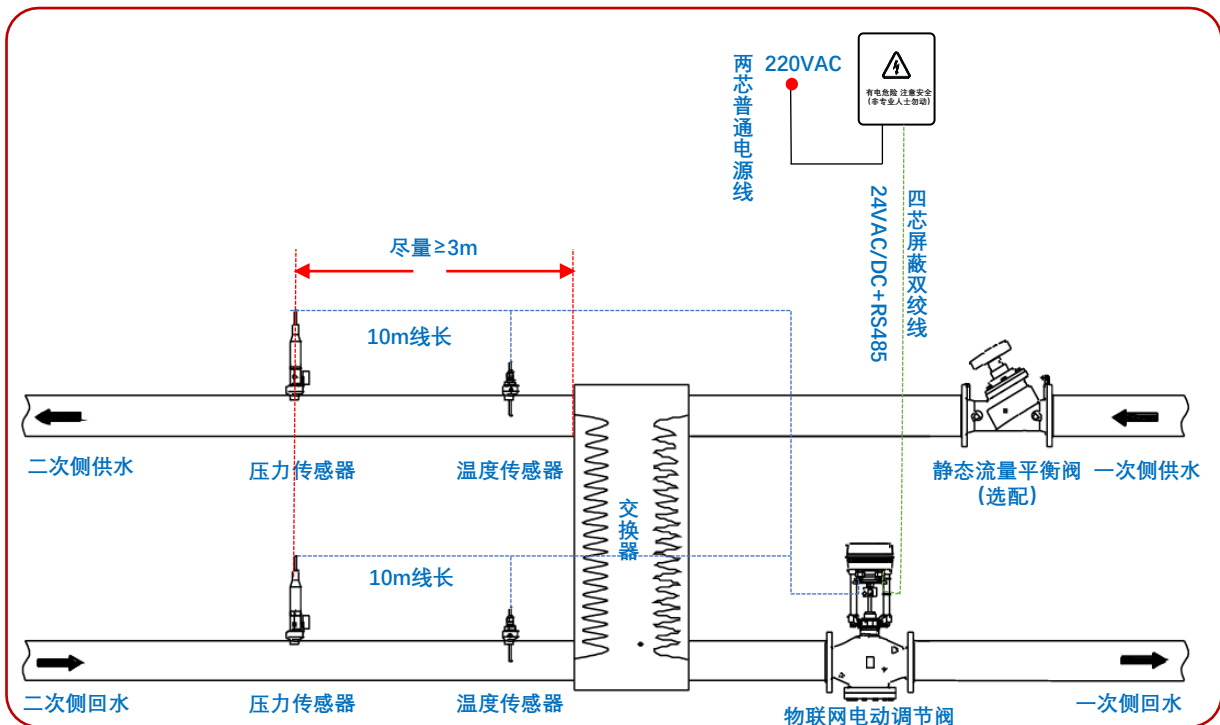 两芯普通电源线
220VAC
有电危险 注意安全
(非专业人士勿动)
24VAC/DC+RS485
四芯屏蔽双绞线
尽量≥3m
10m线长
二次侧供水
压力传感器
温度传感器
静态流量平衡阀
(选配)
一次侧供水
交换器
10m线长
二次侧回水
压力传感器
温度传感器
物联网电动调节阀
一次侧回水